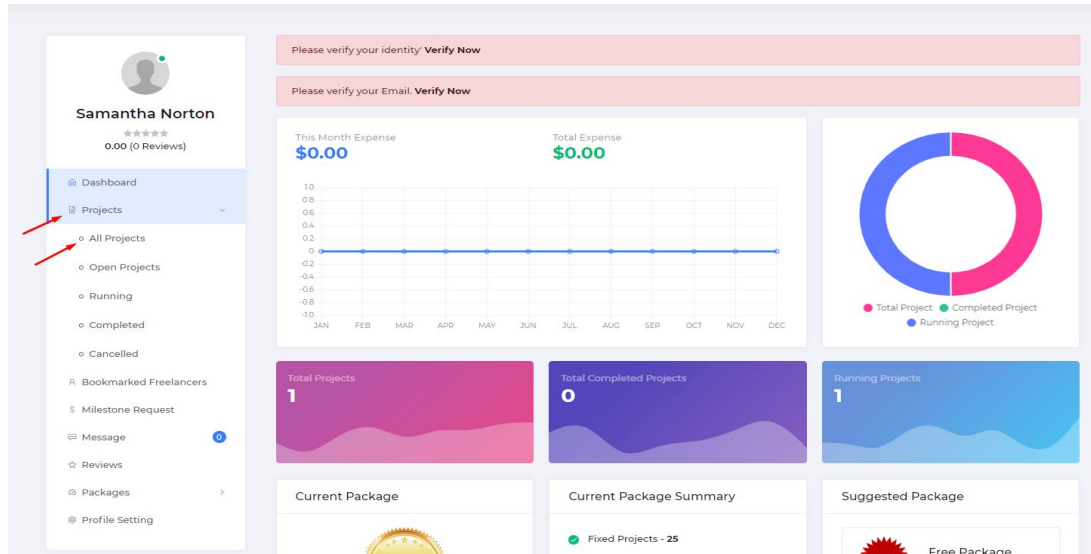 Please verify your identity' Verify Now
Please verify your Email. Verify Now
Samantha Norton
0.00 (0 Reviews)
Dashboard
Projects
All Projects
Open Projects
Running
Completed
Cancelled
Bookmarked Freelancers
Milestone Request
Message 0
Reviews
Packages
Profile Setting
This Month Expense
$0.00
Total Expense
$0.00
1.0
0.8
0.6
0.4
0.2
0
-0.2
-0.4
-0.6
-0.8
-1.0
JAN FEB MAR APR MAY JUN JUL AUG SEP OCT NOV DEC
Total Project Completed Project
Running Project
Total Projects
1
Total Completed Projects
0
Running Projects
1
Current Package
Current Package Summary
Fixed Projects - 25
Suggested Package
Free Package